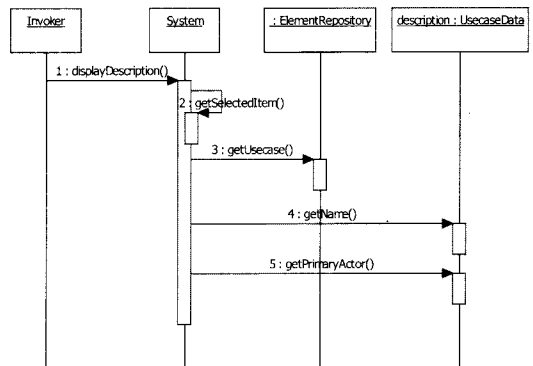 Invoker
System
: ElementRepository
description : UsecaseData
1 : displayDescription()
2 : getSelectedItem()
3 : getUsecase()
4 : getName()
5 : getPrimaryActor()